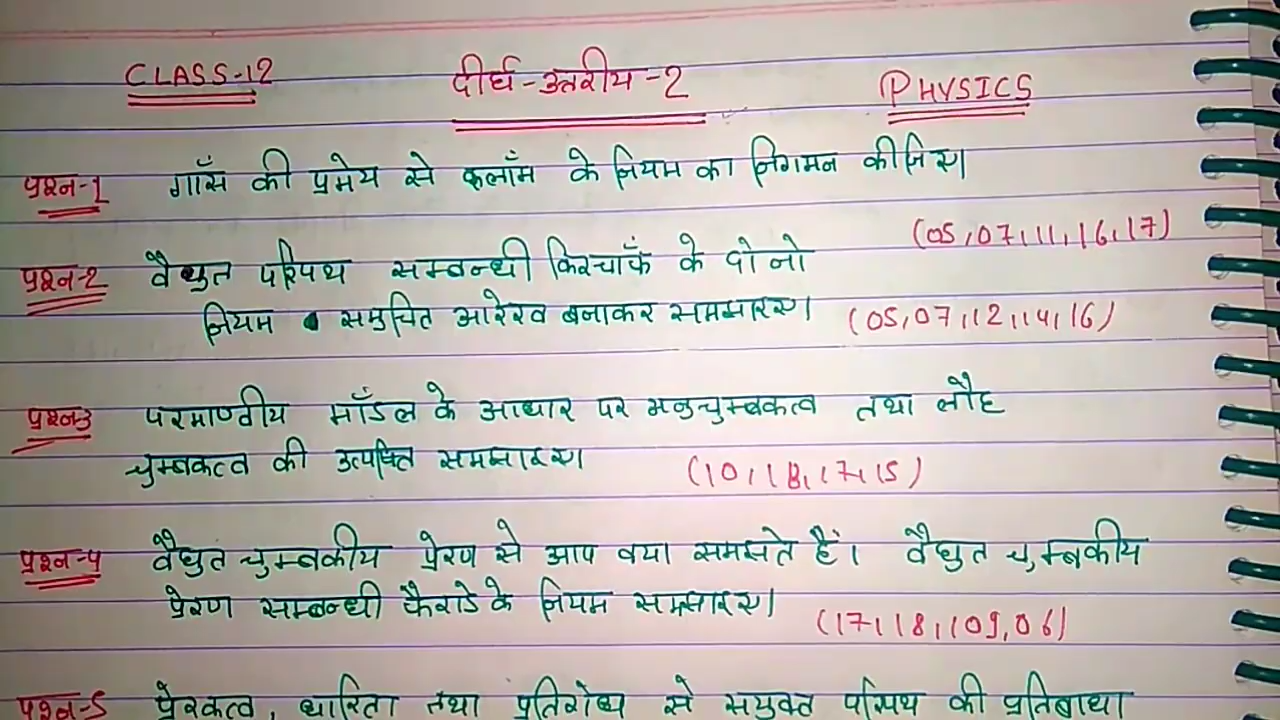 CLASS-12 दीर्घ-उत्तरीय-2 PHYSICS
प्रश्न-1 गॉस की प्रमेय से कूलॉम के नियम का निगमन कीजिए।
(05,07,11,16,17)
प्रश्न-2 वैधुत परिपथ सम्बन्धी किरचॉफ के दोनो
नियम समुचित आरेख बनाकर समझाइए। (05,07,12,14,16)
प्रश्न-3 परमाण्वीय मॉडल के आधार पर अनुचुम्बकत्व तथा लौह
चुम्बकत्व की उत्पत्ति समझाइए। (10,18,17,15)
प्रश्न-4 वैधुत चुम्बकीय प्रेरण से आप क्या समझते हैं। वैधुत चुम्बकीय
प्रेरण सम्बन्धी फैराडे के नियम समझाइए।
(17,18,109,06)
प्रश्न-5 प्रेरकत्व, धारिता तथा प्रतिरोध से सयुक्त परिपथ की प्रतिबाधा